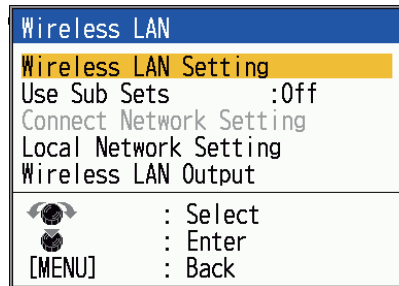 Wireless LAN
Wireless LAN Setting
Use Sub Sets :Off
Connect Network Setting
Local Network Setting
Wireless LAN Output
: Select
: Enter
[MENU] : Back